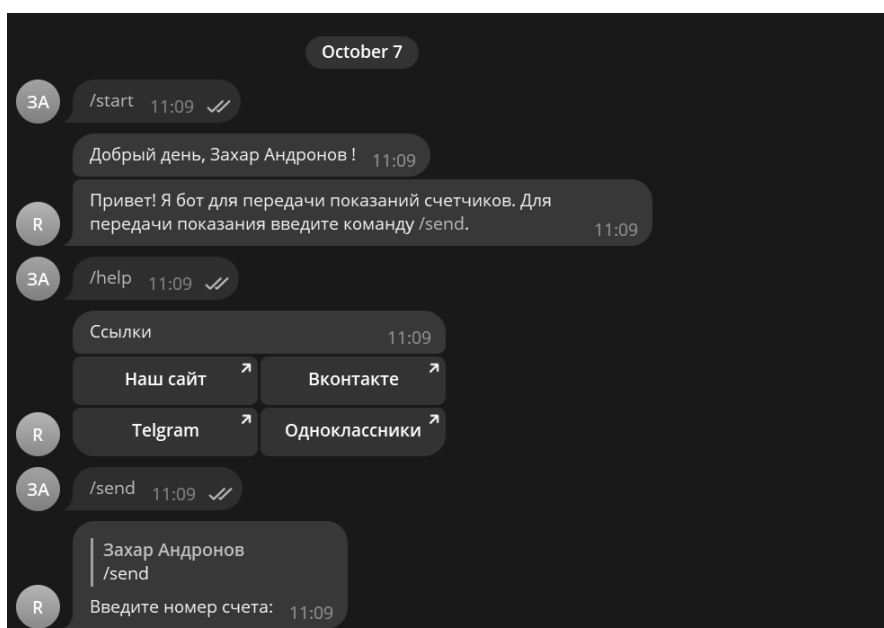 October 7
ЗА
/start 11:09
Добрый день, Захар Андронов ! 11:09
Привет! Я бот для передачи показаний счетчиков. Для
передачи показания введите команду /send. 11:09
R
ЗА
/help 11:09
Ссылки 11:09
Наш сайт Вконтакте
Telgram Одноклассники
R
ЗА
/send 11:09
Захар Андронов
/send
Введите номер счета: 11:09
R